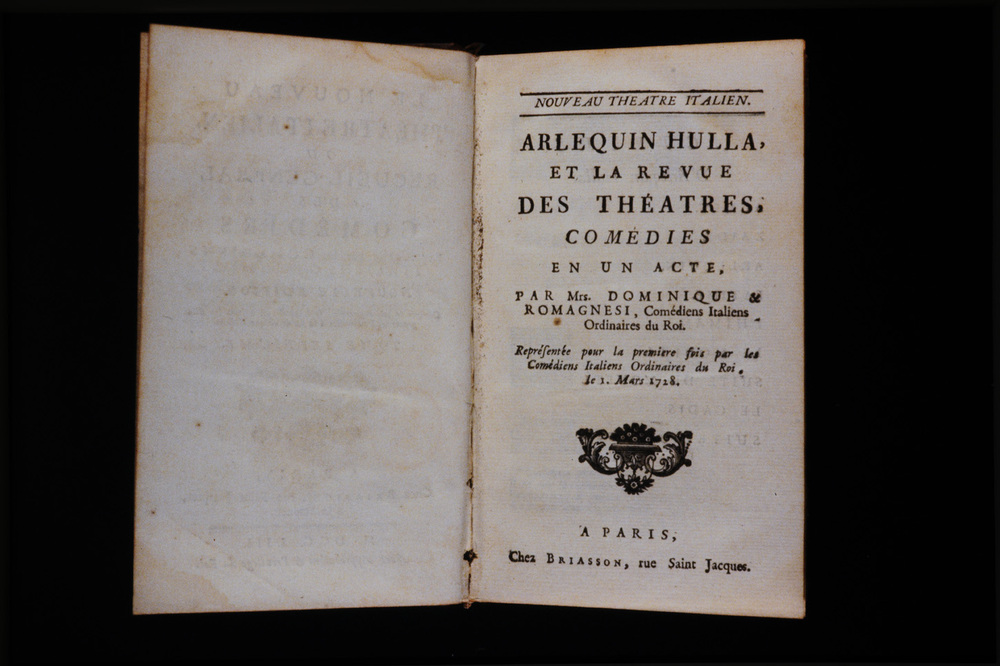 NOUVEAU THEATRE ITALIEN.
ARLEQUIN HULLA,
ET LA REVUE
DES THÉATRES,
COMÉDIES
EN UN ACTE,
PAR Mrs. DOMINIQUE &
ROMAGNESI, Comédiens Italiens
Ordinaires du Roi.
Représentée pour la premiere fois par les
Comédiens Italiens Ordinaires du Roi,
le 1. Mars 1728.
A PARIS,
Chez BRIASSON, rue Saint Jacques.